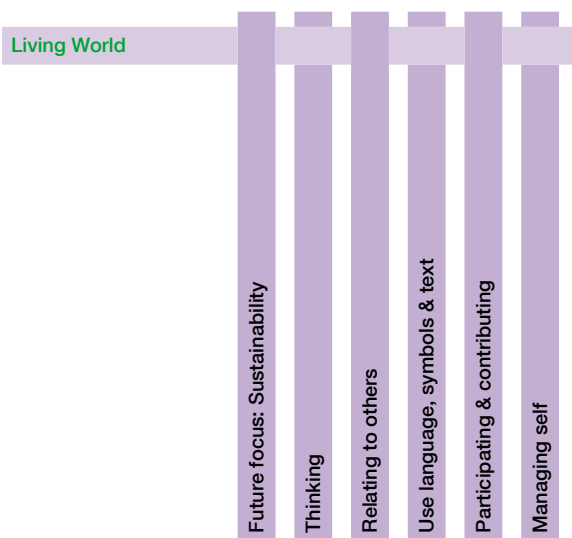 Living World
Future focus: Sustainability
Thinking
Relating to others
Use language, symbols & text
Participating & contributing
Managing self